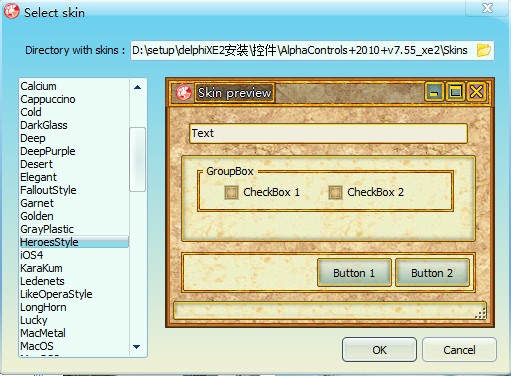 Select skin
Directory with skins : D:\setup\delphiXE2安装\控件\AlphaControls+2010+v7.55_xe2\Skins
Calcium
Cappuccino
Cold
DarkGlass
Deep
DeepPurple
Desert
Elegant
FalloutStyle
Garnet
Golden
GrayPlastic
HeroesStyle
iOS4
KaraKum
Ledenets
LikeOperaStyle
LongHorn
Lucky
MacMetal
MacOS
Skin preview
Text
GroupBox
CheckBox 1 CheckBox 2
Button 1 Button 2
OK Cancel